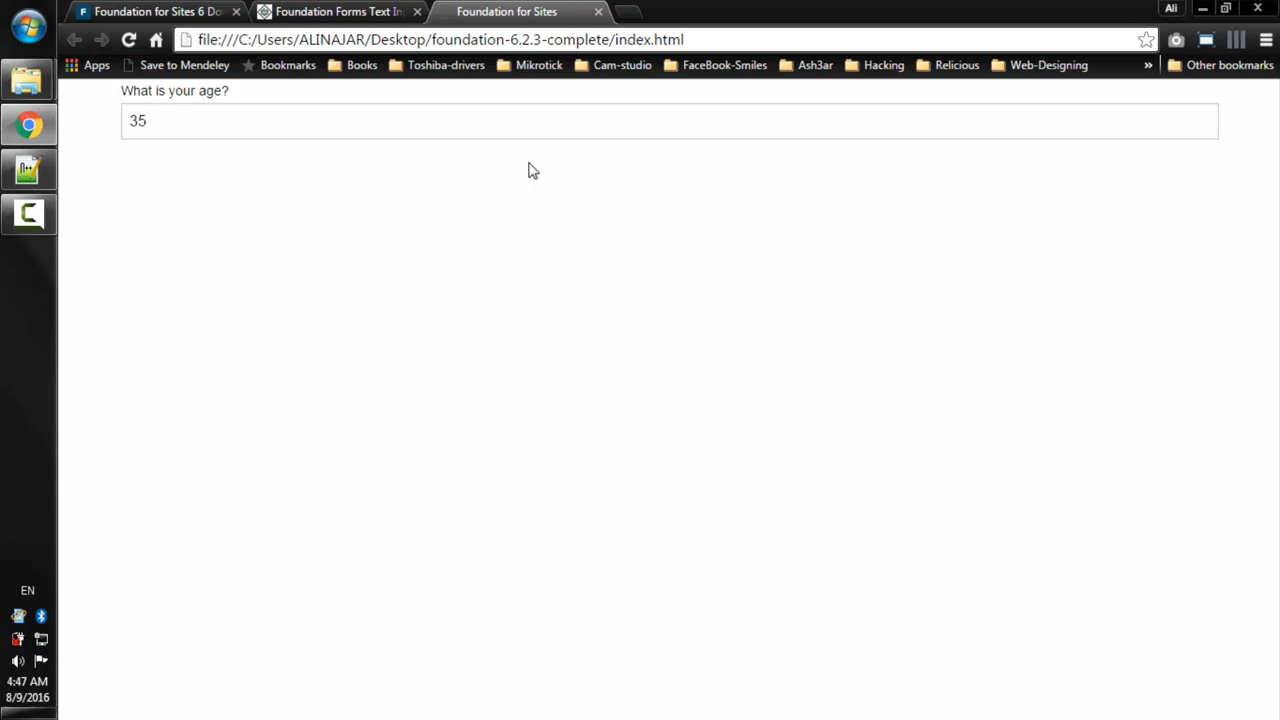 Foundation for Sites 6 Do
Foundation Forms Text In
Foundation for Sites
Ali
file:///C:/Users/ALINAJAR/Desktop/foundation-6.2.3-complete/index.html
Apps
Save to Mendeley
Bookmarks
Books
Toshiba-drivers
Mikrotick
Cam-studio
FaceBook-Smiles
Ash3ar
Hacking
Relicious
Web-Designing
»
Other bookmarks
What is your age?
35
EN
4:47 AM
8/9/2016